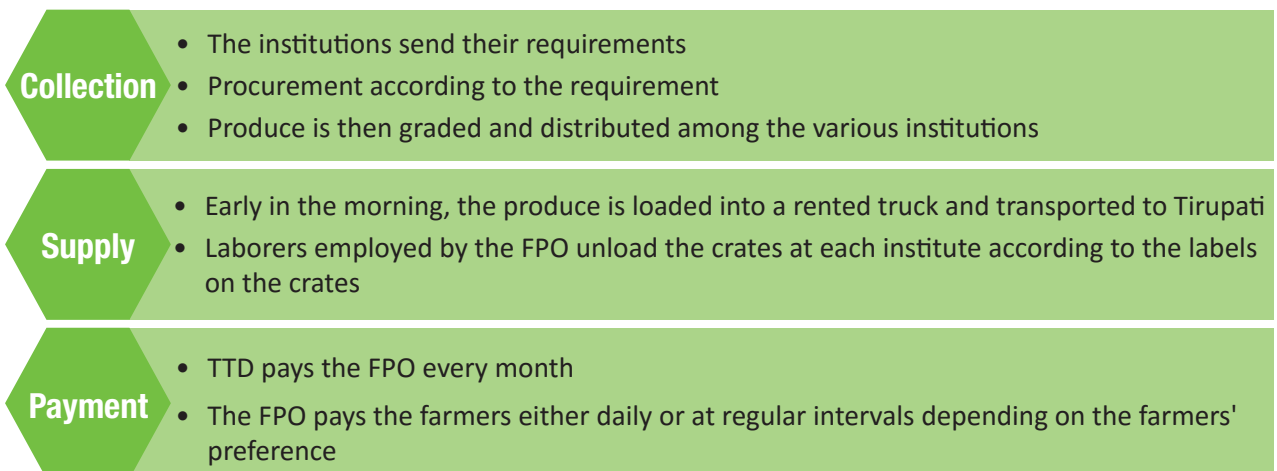 Collection
• The institutions send their requirements
• Procurement according to the requirement
• Produce is then graded and distributed among the various institutions
Supply
• Early in the morning, the produce is loaded into a rented truck and transported to Tirupati
• Laborers employed by the FPO unload the crates at each institute according to the labels
on the crates
Payment
• TTD pays the FPO every month
• The FPO pays the farmers either daily or at regular intervals depending on the farmers'
preference